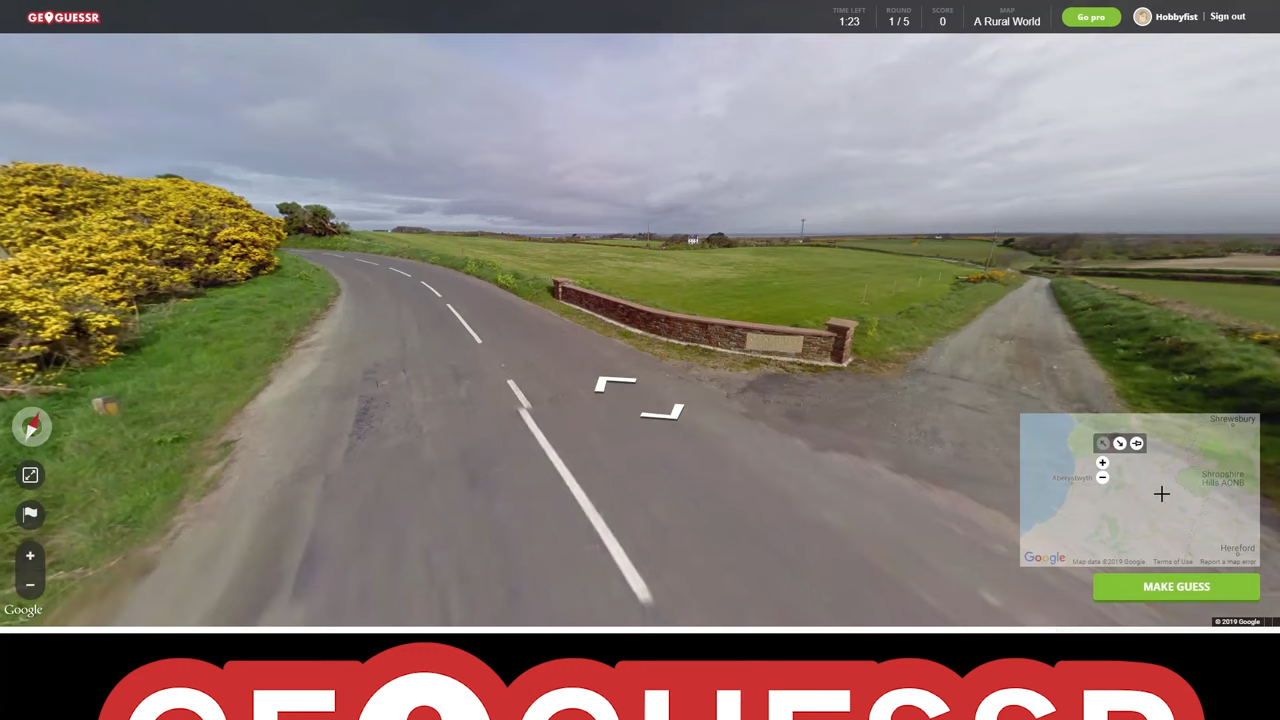 GEOGUESSR
TIME LEFT
1:23
ROUND
1 / 5
SCORE
0
MAP
A Rural World
Go pro
Hobbyfist | Sign out
Shrewsbury
Aberystwyth
Shropshire
Hills AONB
Hereford
Google
Map data ©2019 Google
Terms of Use
Report a map error
MAKE GUESS
Google
© 2019 Google
GEOGUESSR